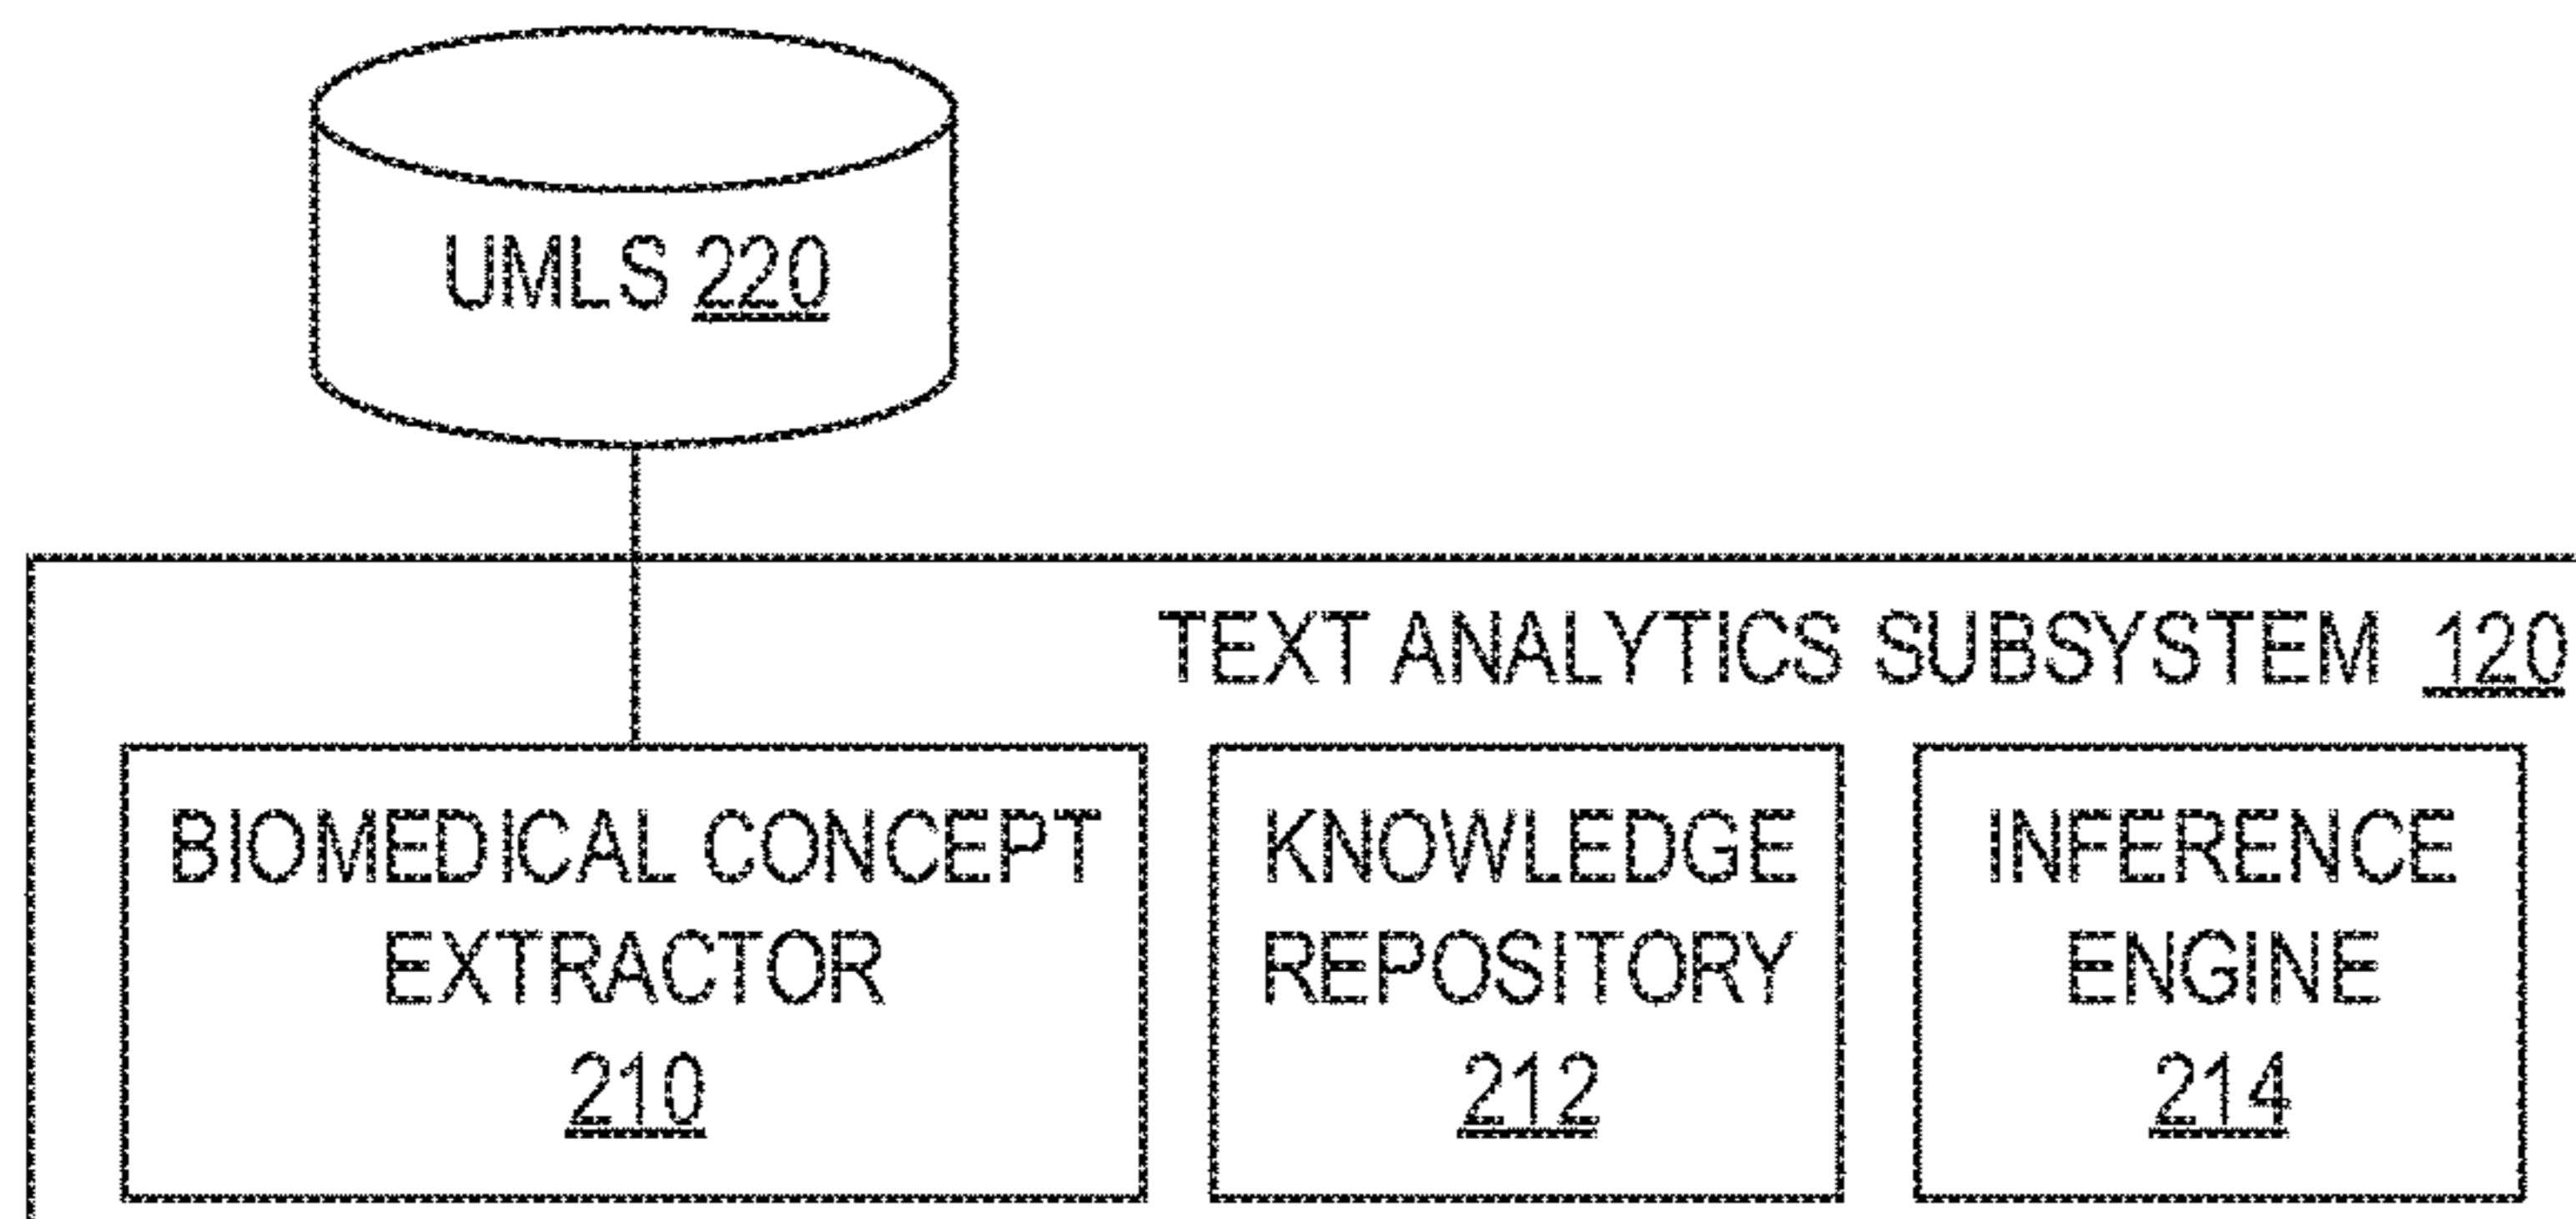 UMLS 220
TEXT ANALYTICS SUBSYSTEM 120
BIOMEDICAL CONCEPT
EXTRACTOR
210
KNOWLEDGE
REPOSITORY
212
INFERENCE
ENGINE
214